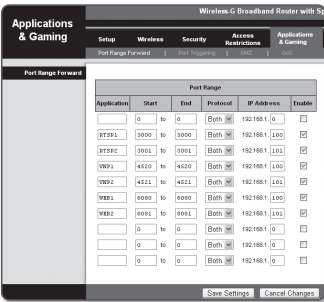 Wireless-G Broadband Router with Sp
Applications & Gaming
Setup Wireless Security Access Restrictions Applications & Gaming
Port Range Forward | Port Triggering | DMZ | QoS
Port Range Forward
Port Range
Application Start End Protocol IP Address Enable
0 to 0 Both 192.168.1. 0
RTSP1 3000 to 3000 Both 192.168.1. 100
RTSP2 3001 to 3001 Both 192.168.1. 101
VNP1 4520 to 4520 Both 192.168.1. 100
VNP2 4521 to 4521 Both 192.168.1. 101
WEB1 8080 to 8080 Both 192.168.1. 100
WEB2 8081 to 8081 Both 192.168.1. 101
0 to 0 Both 192.168.1. 0
0 to 0 Both 192.168.1. 0
0 to 0 Both 192.168.1. 0
Save Settings Cancel Changes